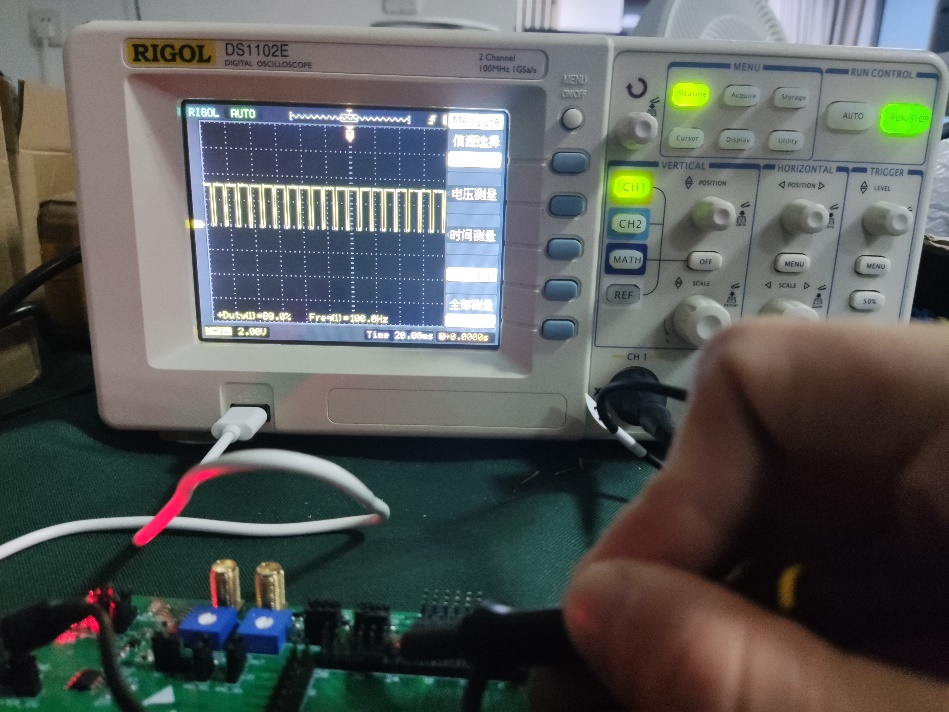 RIGOL DS1102E
DIGITAL OSCILLOSCOPE
2 Channel
100MHz 1GSa/s
MENU
ON/OFF
RIGOL AUTO
信源选择
电压测量
时间测量
全部测量
+Duty(1)=80.0% Freq(1)=100.0Hz
2.00V Time 20.00ms +0.0000s
MENU
Measure Acquire Storage
Cursor Display Utility
RUN CONTROL
AUTO RUN/STOP
VERTICAL
HORIZONTAL
TRIGGER
CH1
CH2
MATH
REF
POSITION
OFF
SCALE
POSITION
MENU
SCALE
LEVEL
MENU
50%
CH 1